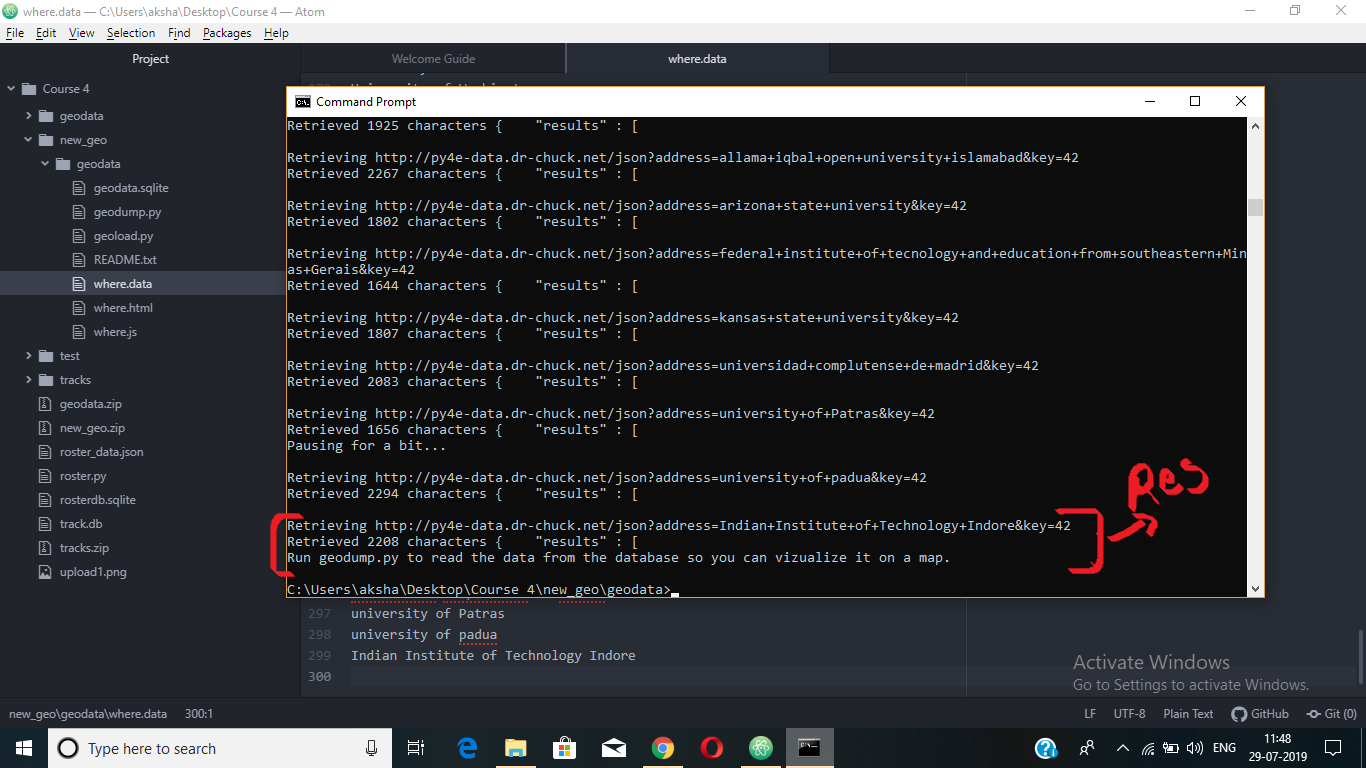 where.data — C:\Users\aksha\Desktop\Course 4 — Atom
File Edit View Selection Find Packages Help
Project
Welcome Guide
where.data
Course 4
geodata
new_geo
geodata
geodata.sqlite
geodump.py
geoload.py
README.txt
where.data
where.html
where.js
test
tracks
geodata.zip
new_geo.zip
roster_data.json
roster.py
rosterdb.sqlite
track.db
tracks.zip
upload1.png
Command Prompt
Retrieved 1925 characters {    "results" : [
Retrieving http://py4e-data.dr-chuck.net/json?address=allama+iqbal+open+university+islamabad&key=42
Retrieved 2267 characters {    "results" : [
Retrieving http://py4e-data.dr-chuck.net/json?address=arizona+state+university&key=42
Retrieved 1802 characters {    "results" : [
Retrieving http://py4e-data.dr-chuck.net/json?address=federal+institute+of+tecnology+and+education+from+southeastern+Min
as+Gerais&key=42
Retrieved 1644 characters {    "results" : [
Retrieving http://py4e-data.dr-chuck.net/json?address=kansas+state+university&key=42
Retrieved 1807 characters {    "results" : [
Retrieving http://py4e-data.dr-chuck.net/json?address=universidad+complutense+de+madrid&key=42
Retrieved 2083 characters {    "results" : [
Retrieving http://py4e-data.dr-chuck.net/json?address=university+of+Patras&key=42
Retrieved 1656 characters {    "results" : [
Pausing for a bit...
Retrieving http://py4e-data.dr-chuck.net/json?address=university+of+padua&key=42
Retrieved 2294 characters {    "results" : [
Res
Retrieving http://py4e-data.dr-chuck.net/json?address=Indian+Institute+of+Technology+Indore&key=42
Retrieved 2208 characters {    "results" : [
Run geodump.py to read the data from the database so you can vizualize it on a map.
C:\Users\aksha\Desktop\Course 4\new_geo\geodata>
297 university of Patras
298 university of padua
299 Indian Institute of Technology Indore
300
Activate Windows
Go to Settings to activate Windows.
new_geo\geodata\where.data 300:1
LF UTF-8 Plain Text GitHub Git (0)
Type here to search
ENG
11:48
29-07-2019